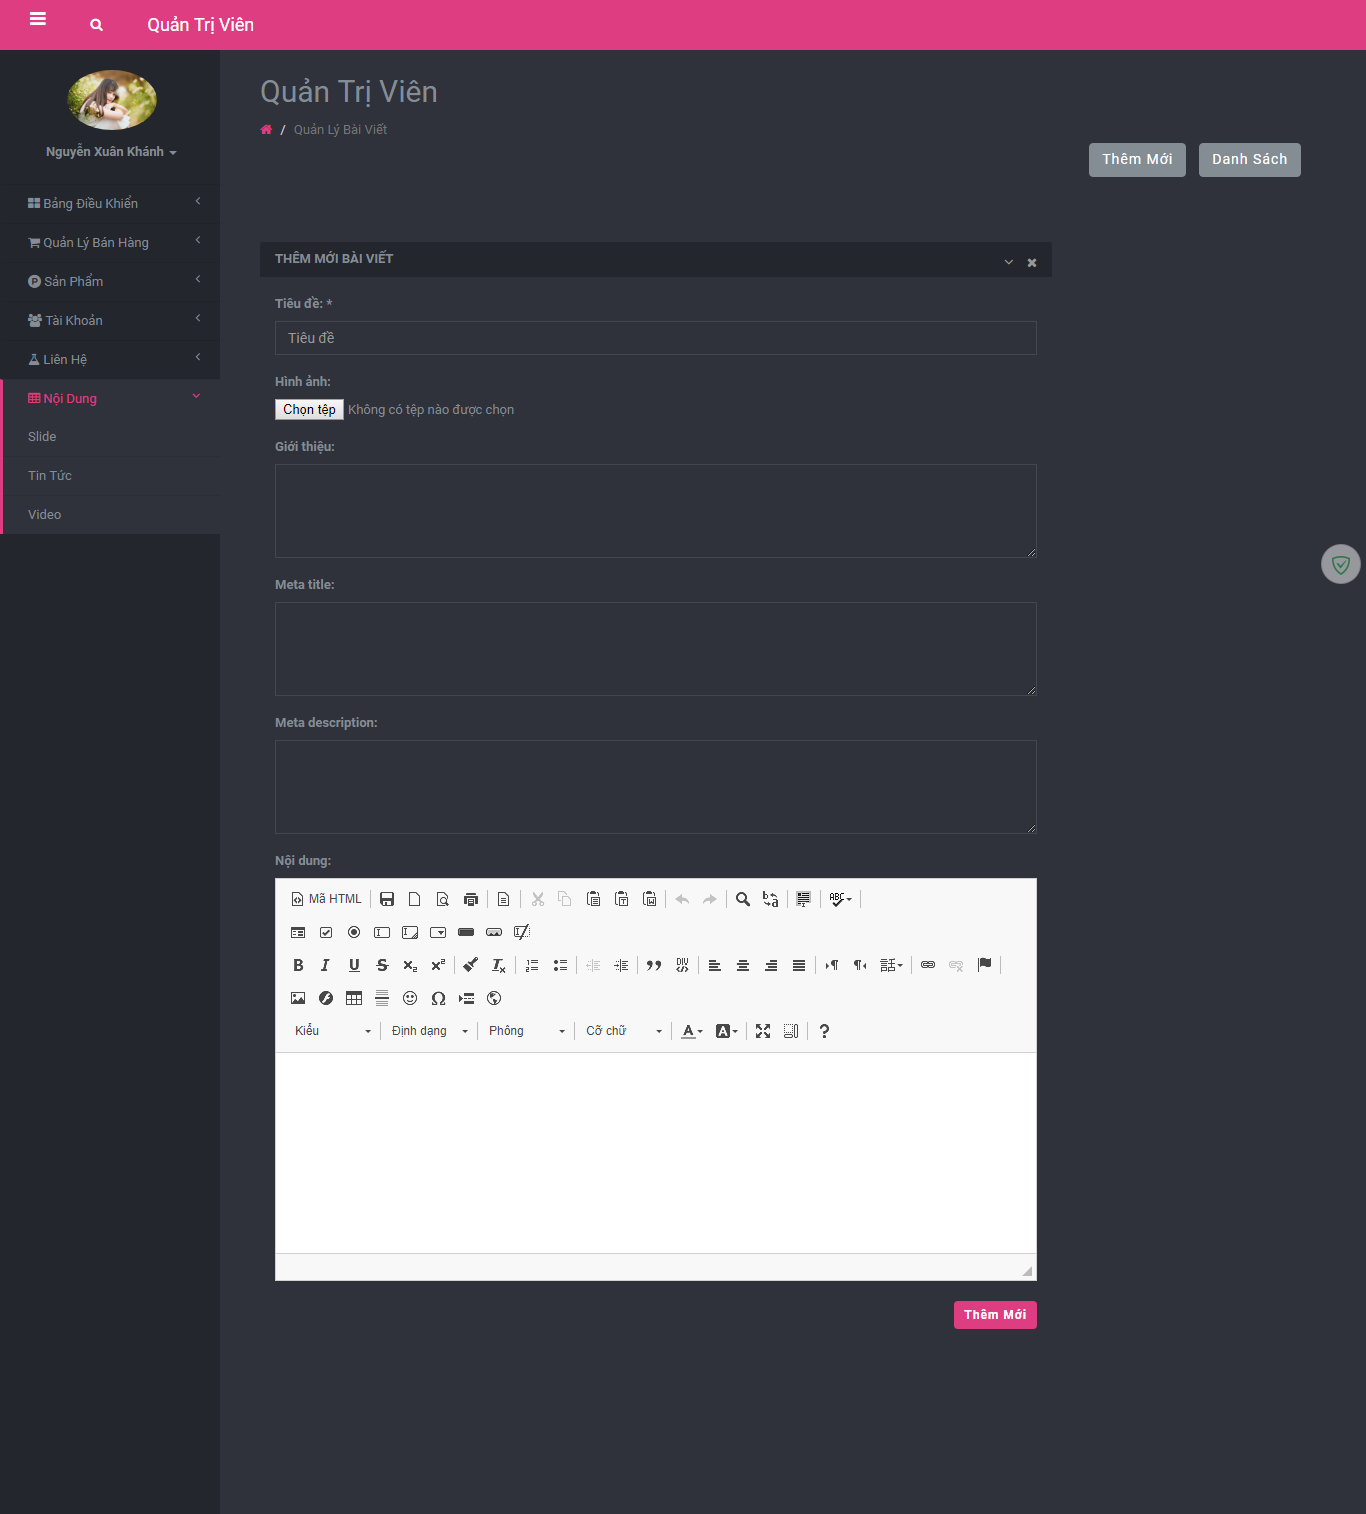 Quản Trị Viên
Nguyễn Xuân Khánh
Bảng Điều Khiển
Quản Lý Bán Hàng
Sản Phẩm
Tài Khoản
Liên Hệ
Nội Dung
Slide
Tin Tức
Video
Quản Trị Viên
/ Quản Lý Bài Viết
Thêm Mới Danh Sách
THÊM MỚI BÀI VIẾT
Tiêu đề: *
Tiêu đề
Hình ảnh:
Chọn tệp Không có tệp nào được chọn
Giới thiệu:
Meta title:
Meta description:
Nội dung:
Mã HTML
Kiểu Định dạng Phông Cỡ chữ
Thêm Mới